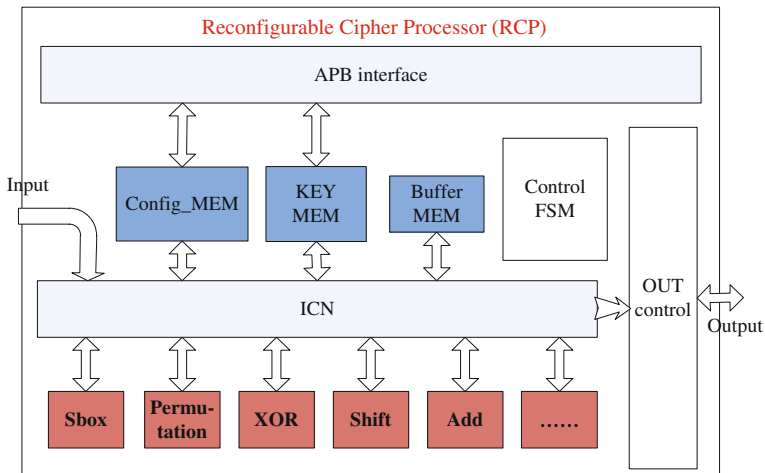 Reconfigurable Cipher Processor (RCP)
APB interface
Input
Config_MEM
KEY
MEM
Buffer
MEM
Control
FSM
ICN
OUT
control
Output
Sbox
Permu-
tation
XOR
Shift
Add
......